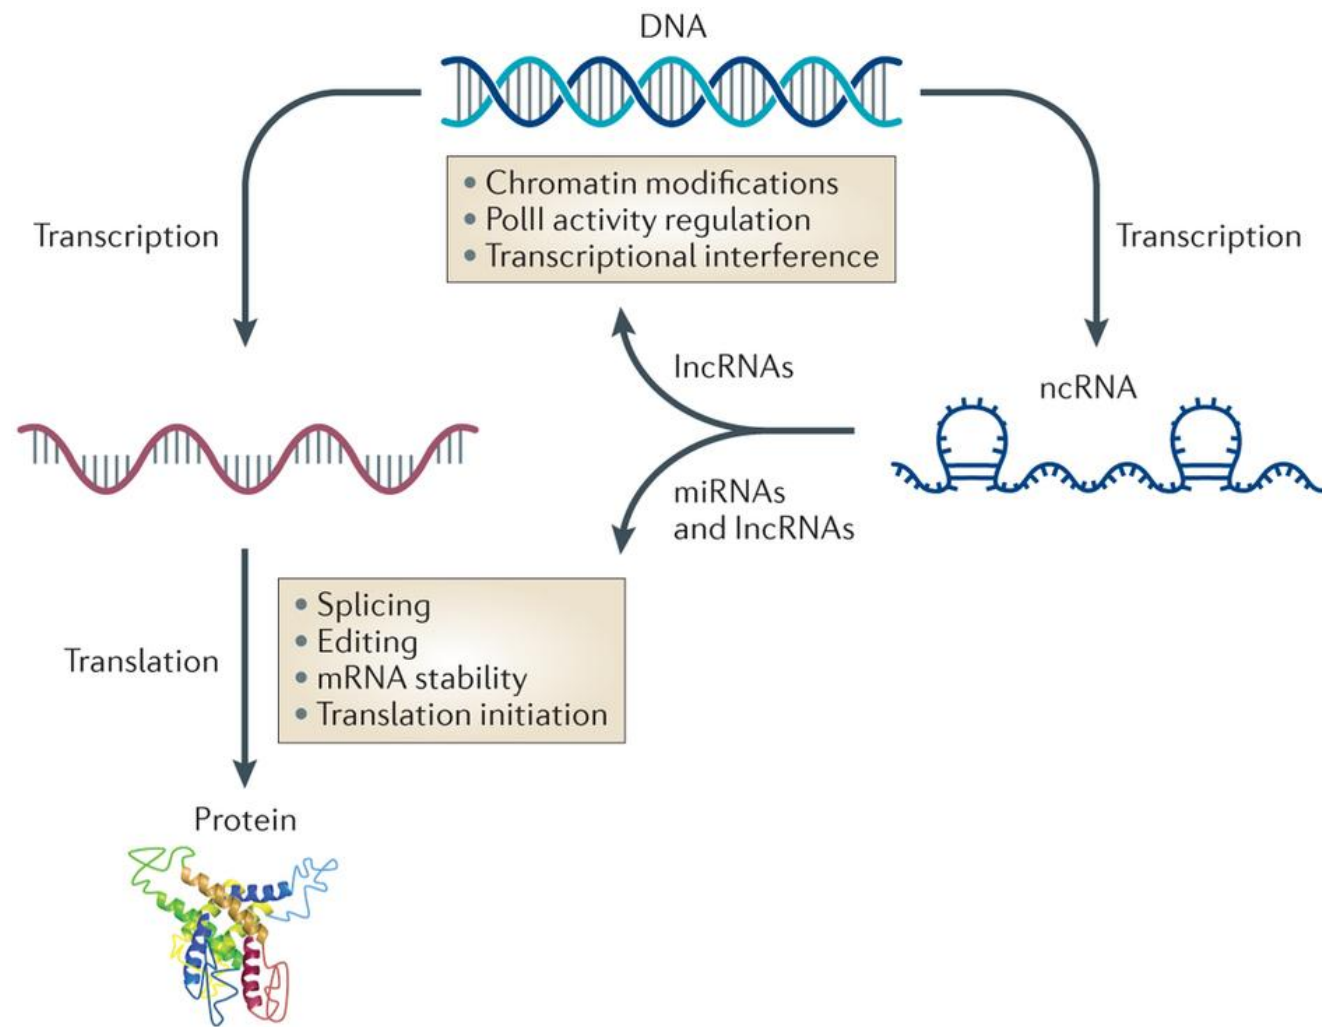 DNA
• Chromatin modifications
• PolII activity regulation
• Transcriptional interference
Transcription
Transcription
lncRNAs
ncRNA
miRNAs
and lncRNAs
• Splicing
• Editing
• mRNA stability
• Translation initiation
Translation
Protein